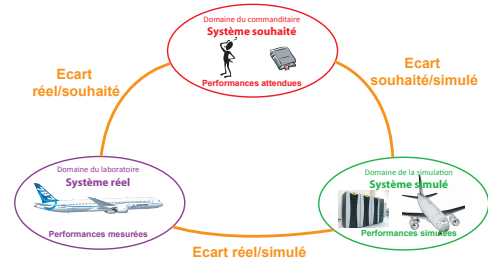 Domaine du commanditaire
Système souhaité
Performances attendues
Ecart
réel/souhaité
Ecart
souhaité/simulé
Domaine du laboratoire
Système réel
Performances mesurées
Domaine de la simulation
Système simulé
Performances simulées
Ecart réel/simulé